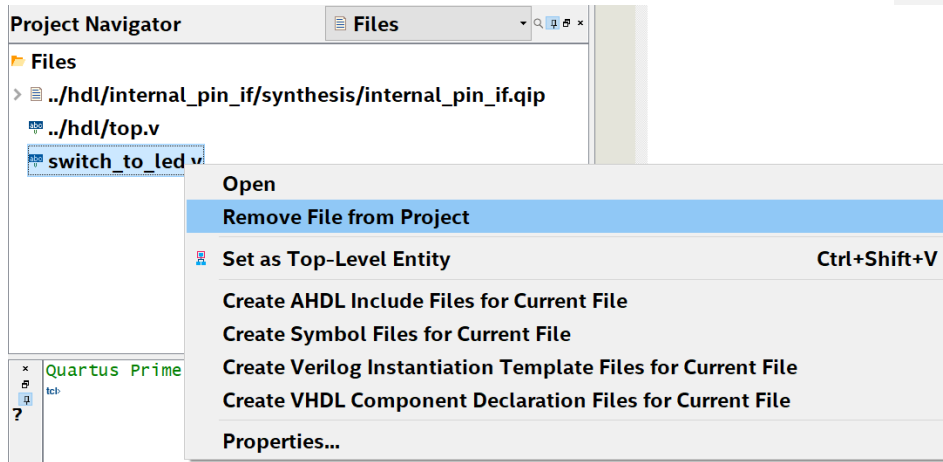 Project Navigator
Files
Files
../hdl/internal_pin_if/synthesis/internal_pin_if.qip
../hdl/top.v
switch_to_led.v
Open
Remove File from Project
Set as Top-Level Entity Ctrl+Shift+V
Create AHDL Include Files for Current File
Create Symbol Files for Current File
Create Verilog Instantiation Template Files for Current File
Create VHDL Component Declaration Files for Current File
Properties...
Quartus Prime
tcl>
?